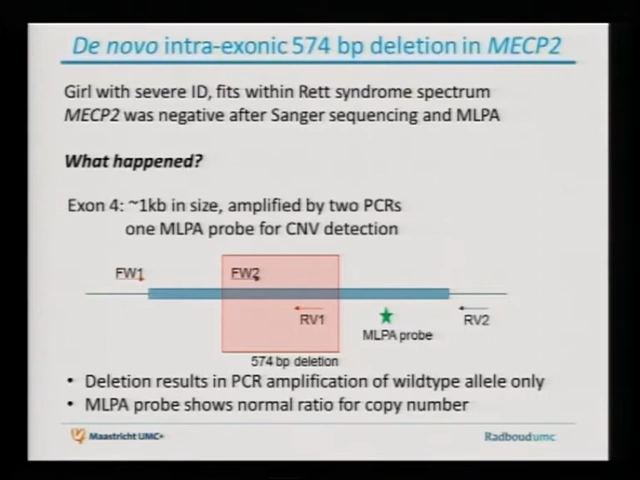 De novo intra-exonic 574 bp deletion in MECP2
Girl with severe ID, fits within Rett syndrome spectrum
MECP2 was negative after Sanger sequencing and MLPA
What happened?
Exon 4: ~1kb in size, amplified by two PCRs
one MLPA probe for CNV detection
FW1 FW2
RV1 RV2
MLPA probe
574 bp deletion
• Deletion results in PCR amplification of wildtype allele only
• MLPA probe shows normal ratio for copy number
Maastricht UMC+ Radboudumc